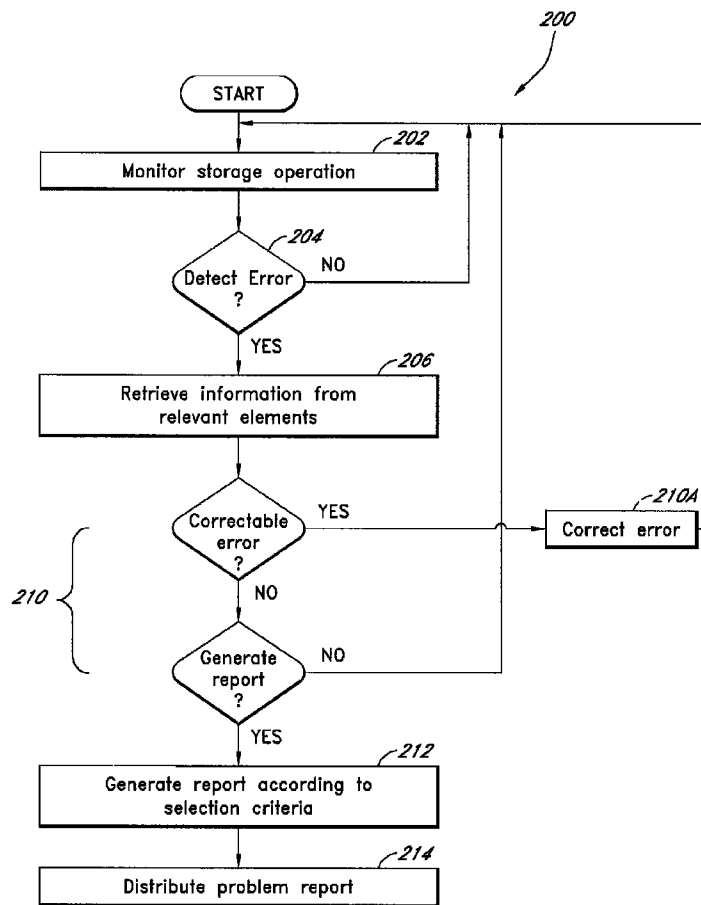 200
START
202
Monitor storage operation
204
Detect Error
?
NO
YES
206
Retrieve information from
relevant elements
Correctable
error
?
YES
210A
Correct error
210
NO
Generate
report
?
NO
YES
212
Generate report according to
selection criteria
214
Distribute problem report